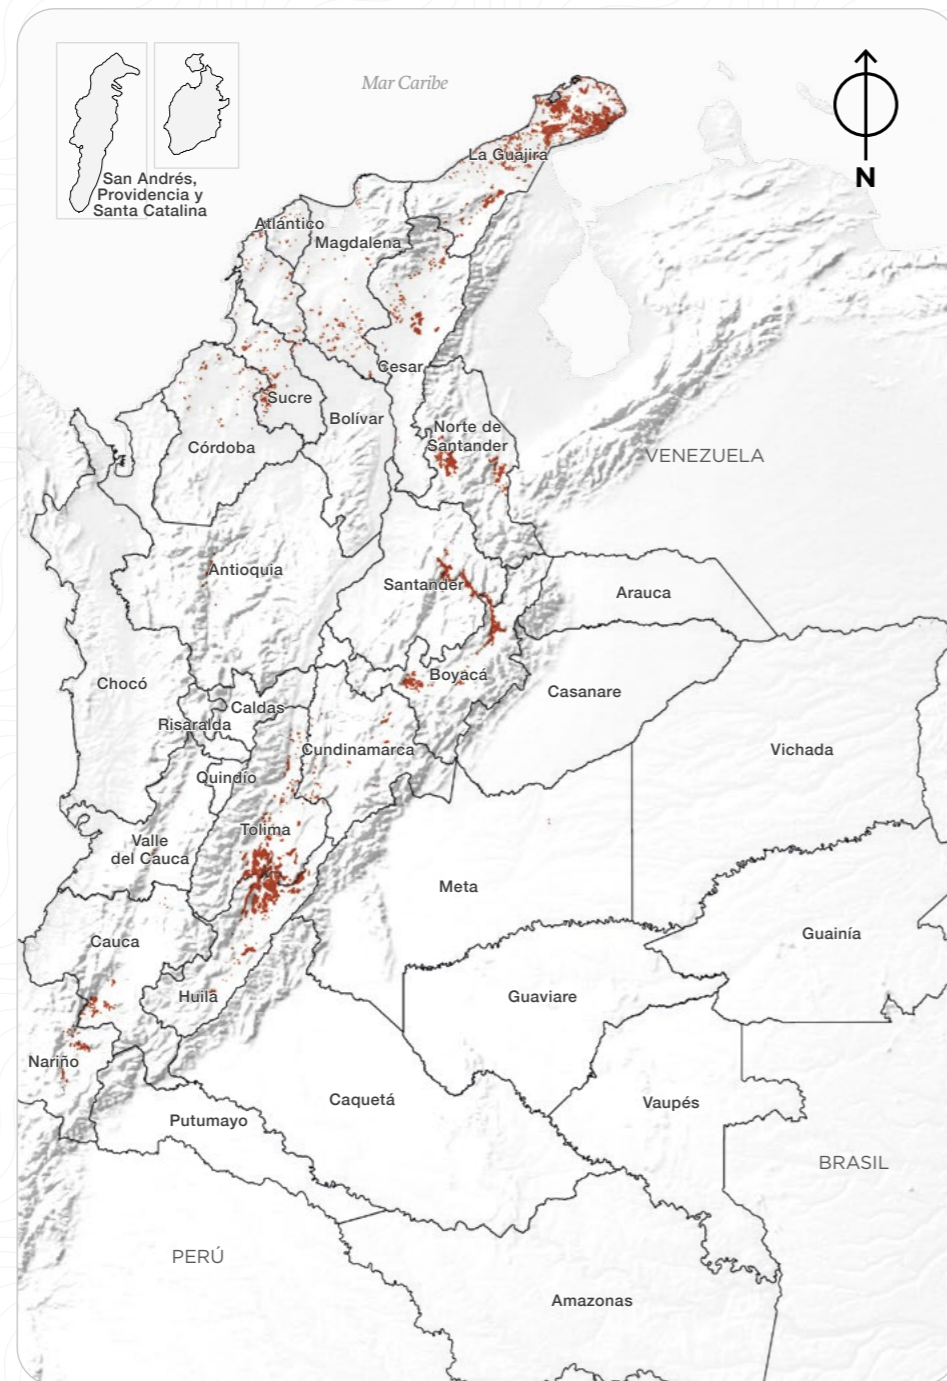 Mar Caribe
N
La Guajira
San Andrés,
Providencia y
Santa Catalina
Atlántico
Magdalena
Cesar
Sucre
Bolívar
Córdoba
Norte de
Santander
VENEZUELA
Antioquia
Santander
Arauca
Chocó
Boyacá
Casanare
Caldas
Risaralda
Cundinamarca
Vichada
Quindío
Tolima
Valle
del Cauca
Meta
Cauca
Guainía
Huila
Guaviare
Nariño
Caquetá
Vaupés
Putumayo
BRASIL
PERÚ
Amazonas